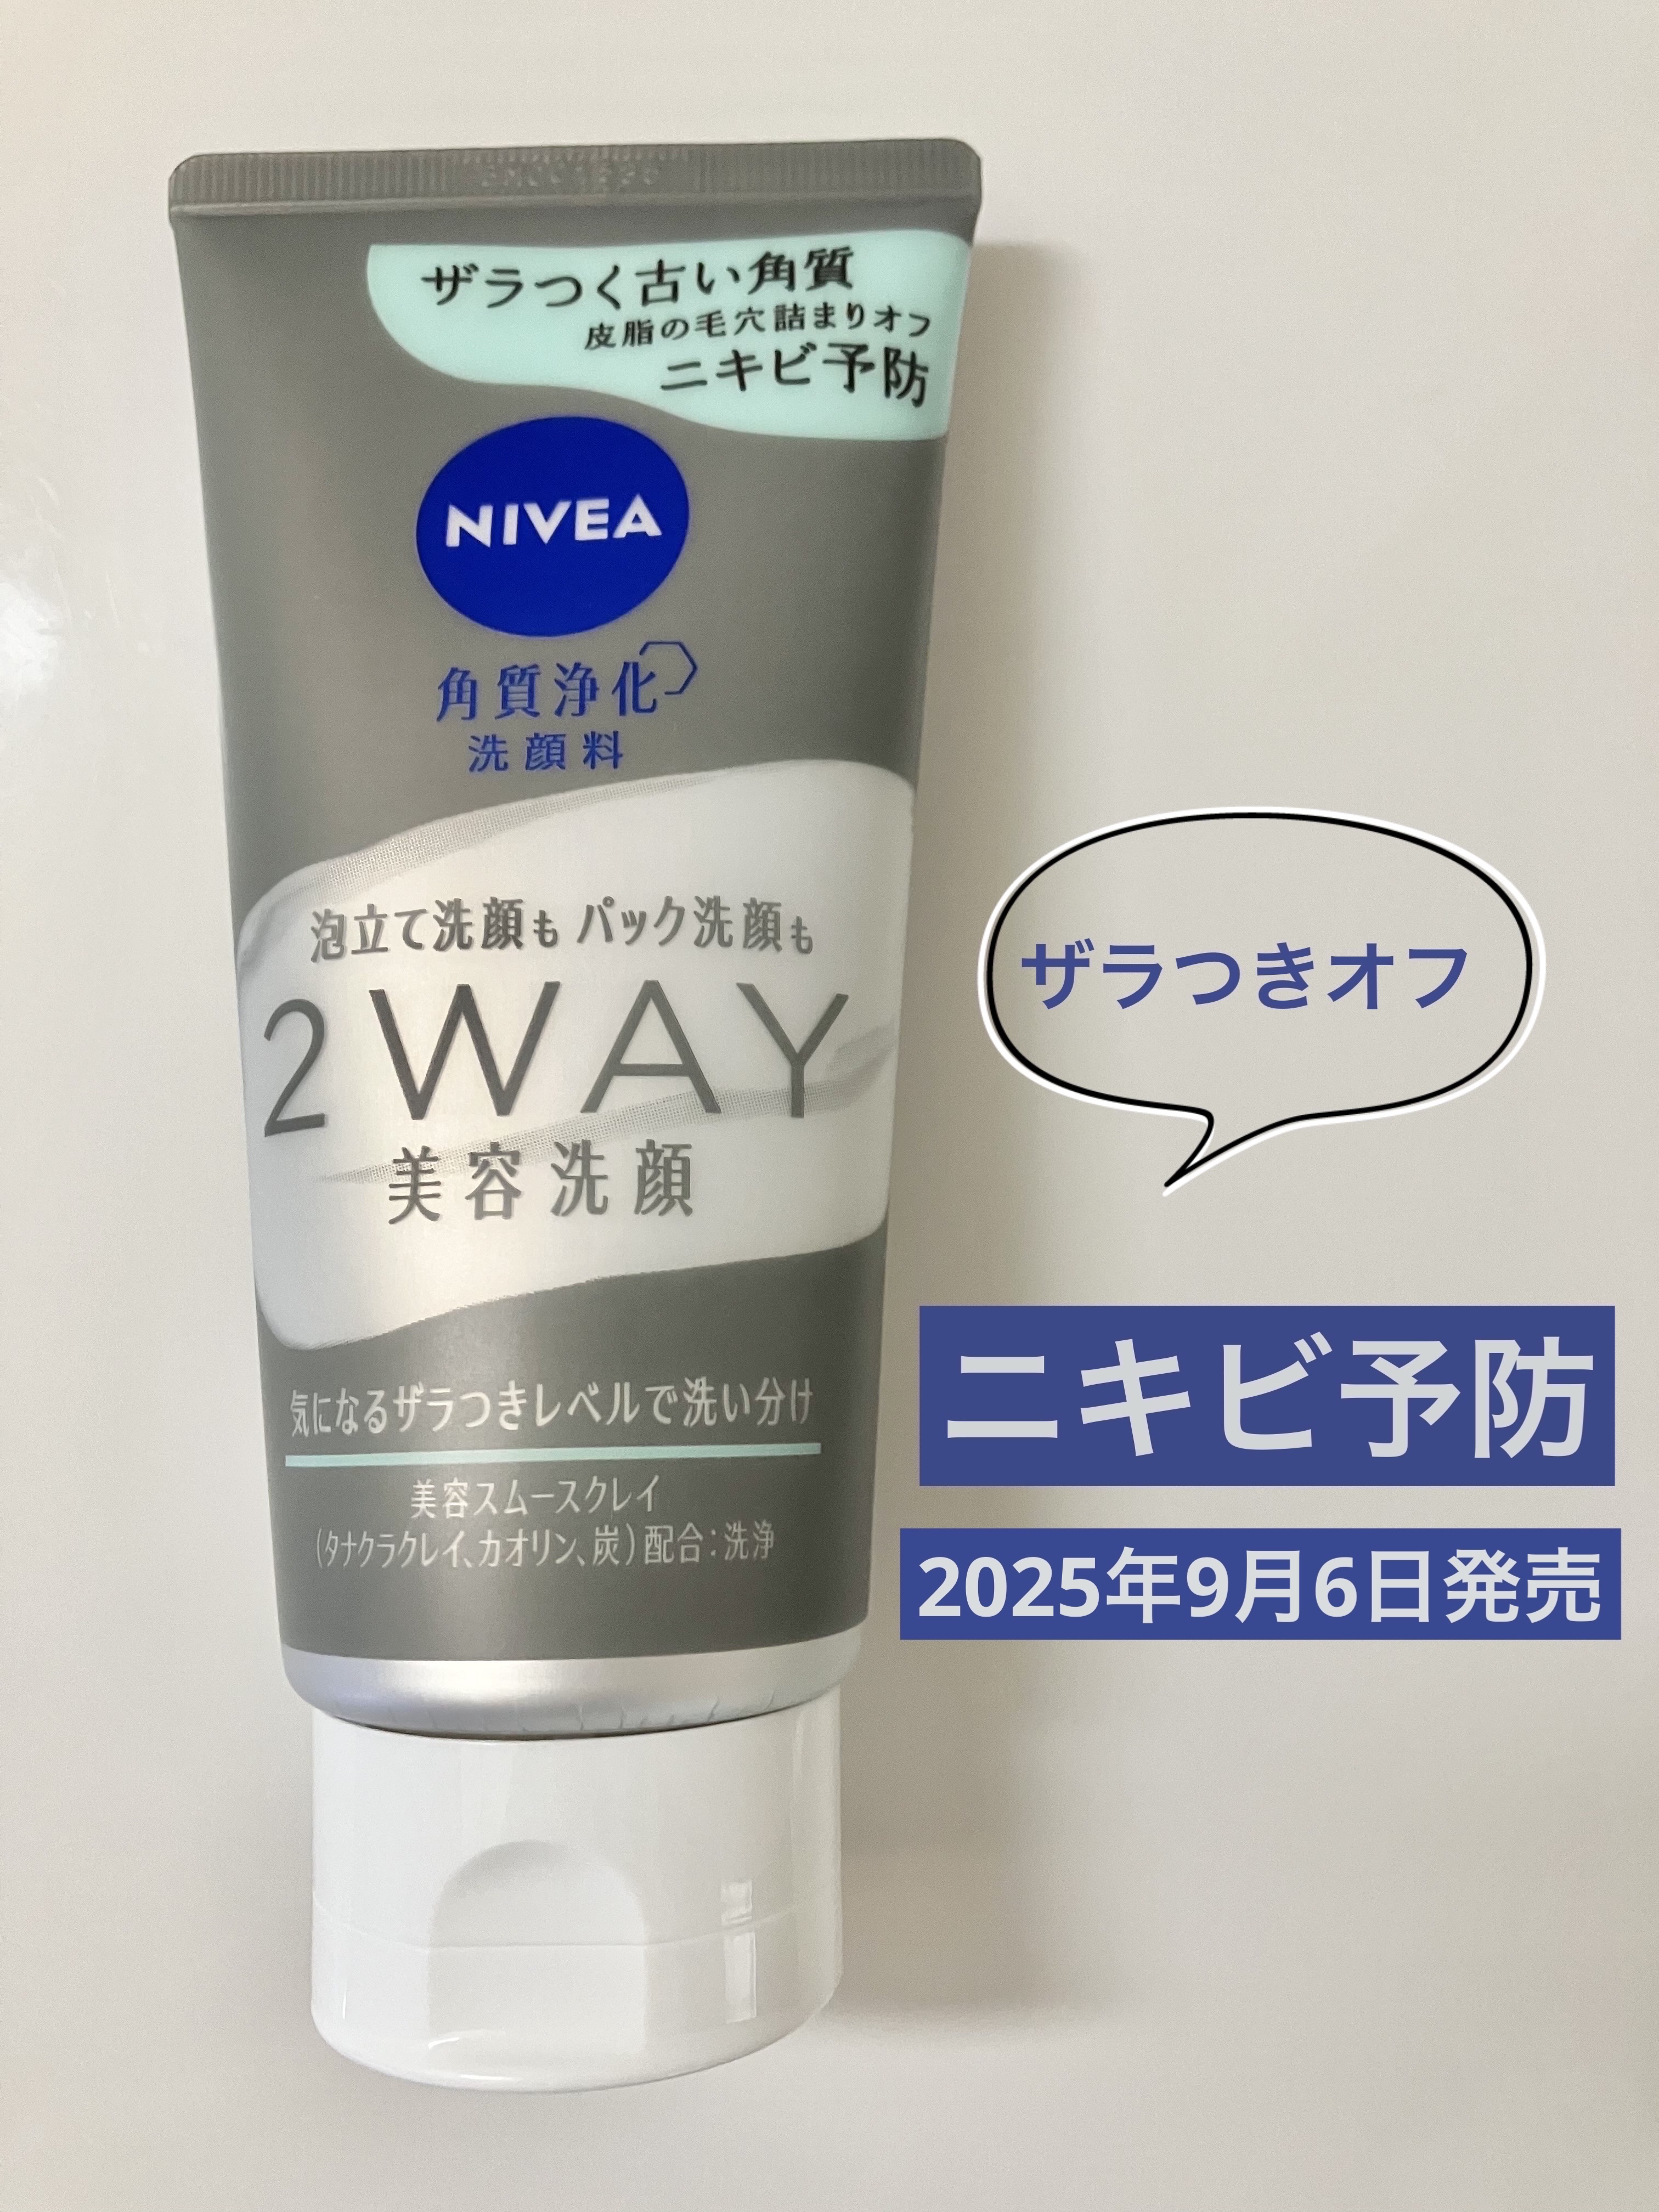 ザラつく古い角質
皮脂の毛穴詰まりオフ
ニキビ予防
NIVEA
角質浄化
洗顔料
泡立て洗顔も パック洗顔も
2WAY
美容洗顔
気になるザラつきレベルで洗い分け
美容スムースクレイ
(タナクラクレイ、カオリン、炭)配合:洗浄
ザラつきオフ
ニキビ予防
2025年9月6日発売